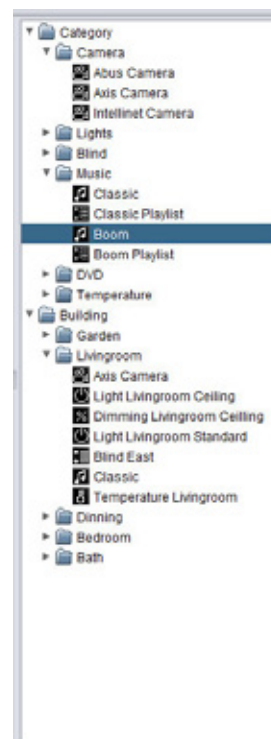 Category
Camera
Abus Camera
Axis Camera
Intellinet Camera
Lights
Blind
Music
Classic
Classic Playlist
Boom
Boom Playlist
DVD
Temperature
Building
Garden
Livingroom
Axis Camera
Light Livingroom Ceiling
Dimming Livingroom Ceilling
Light Livingroom Standard
Blind East
Classic
Temperature Livingroom
Dinning
Bedroom
Bath